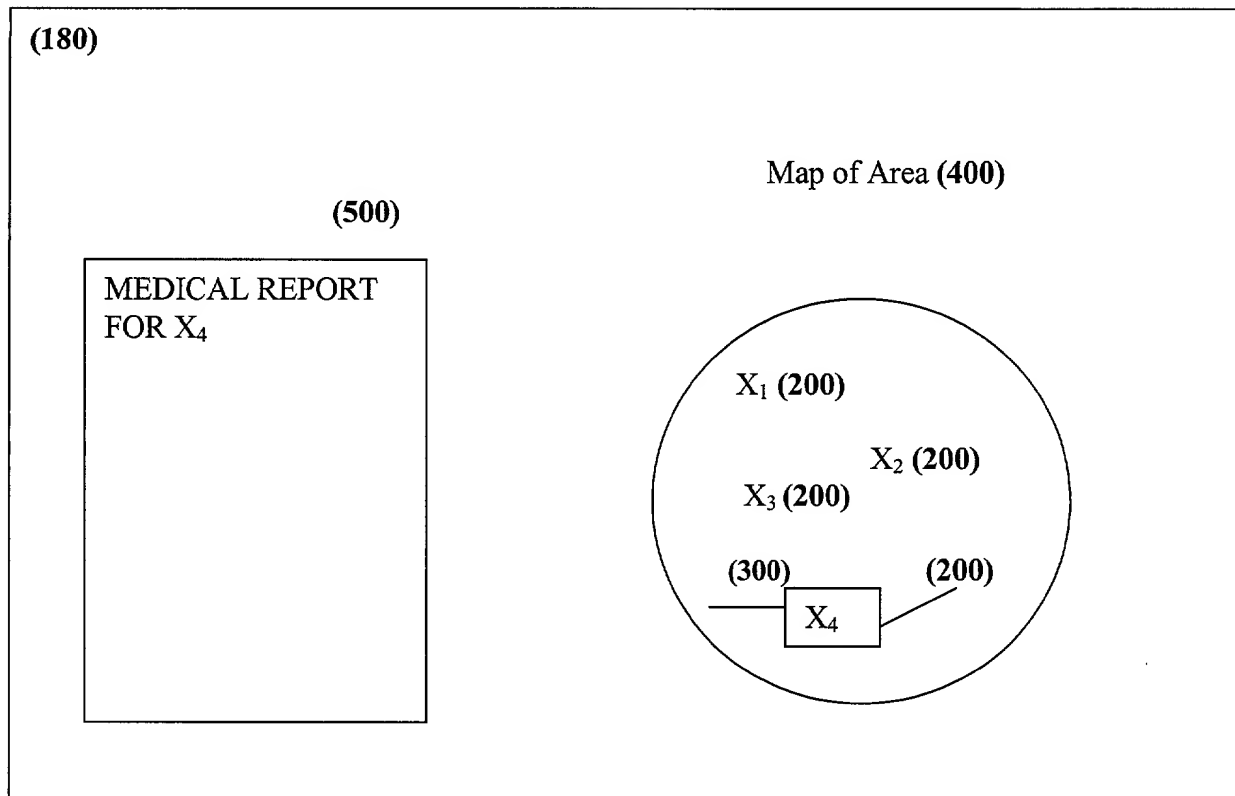 (180)
Map of Area (400)
(500)
MEDICAL REPORT
FOR X₄
X₁ (200)
X₂ (200)
X₃ (200)
(300)
(200)
X₄